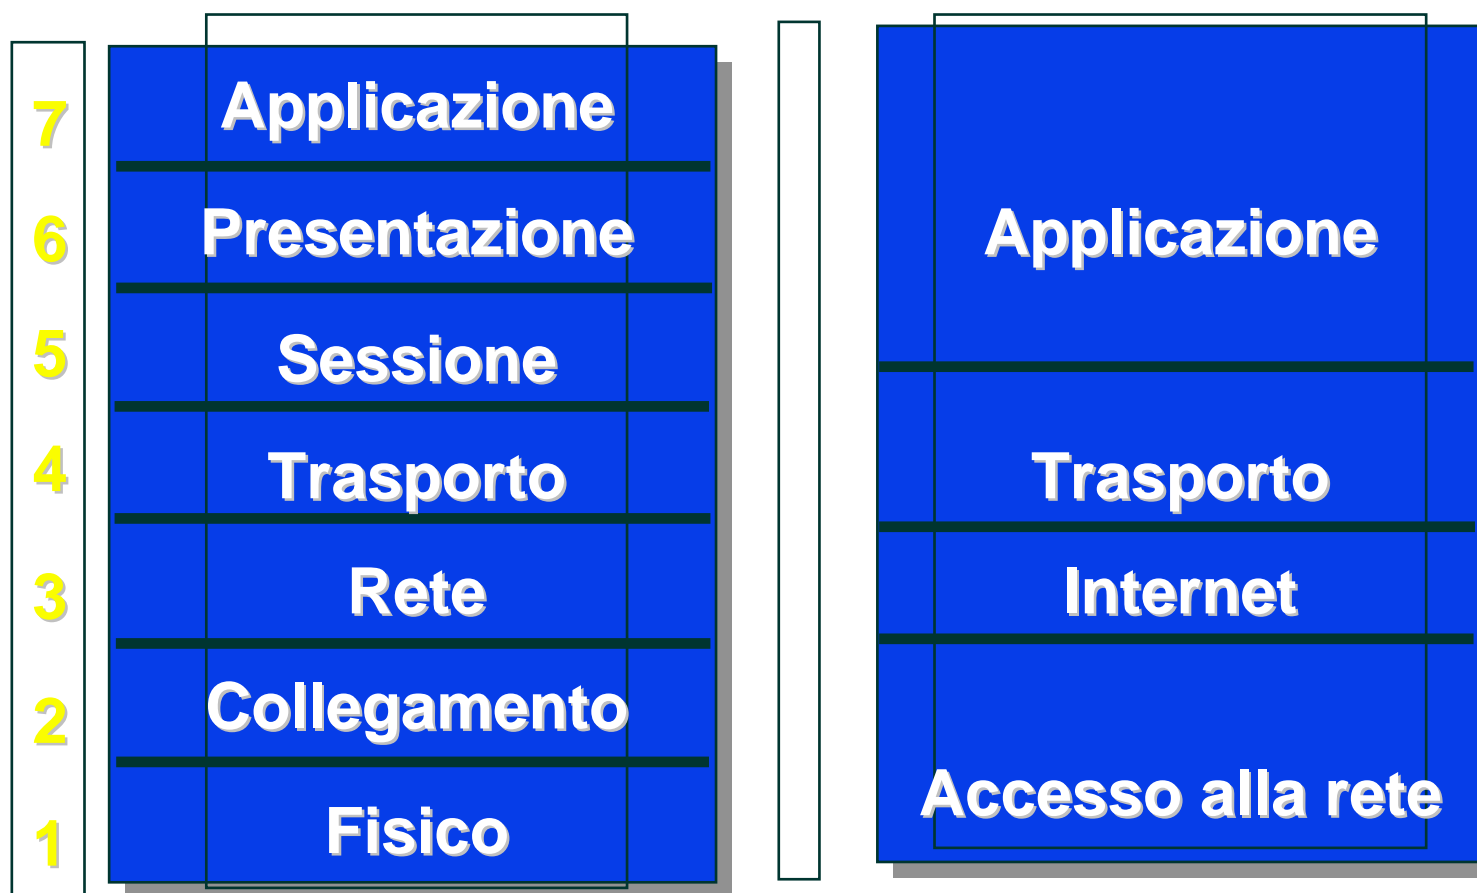 7
Applicazione
6
Presentazione
Applicazione
5
Sessione
4
Trasporto
Trasporto
3
Rete
Internet
2
Collegamento
Accesso alla rete
1
Fisico